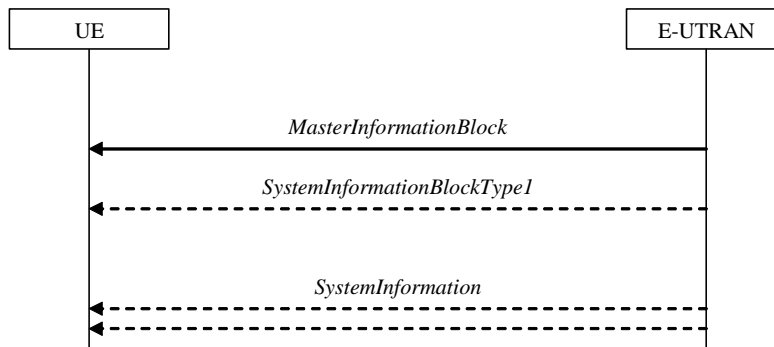 UE
E-UTRAN
MasterInformationBlock
SystemInformationBlockType1
SystemInformation